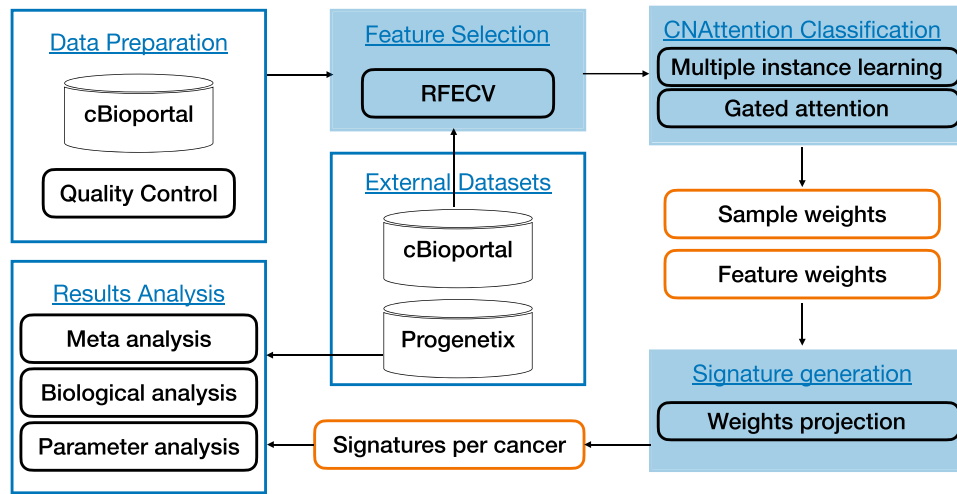 Data Preparation
cBioportal
Quality Control
Feature Selection
RFECV
CNAttention Classification
Multiple instance learning
Gated attention
External Datasets
cBioportal
Progenetix
Sample weights
Feature weights
Signature generation
Weights projection
Signatures per cancer
Results Analysis
Meta analysis
Biological analysis
Parameter analysis